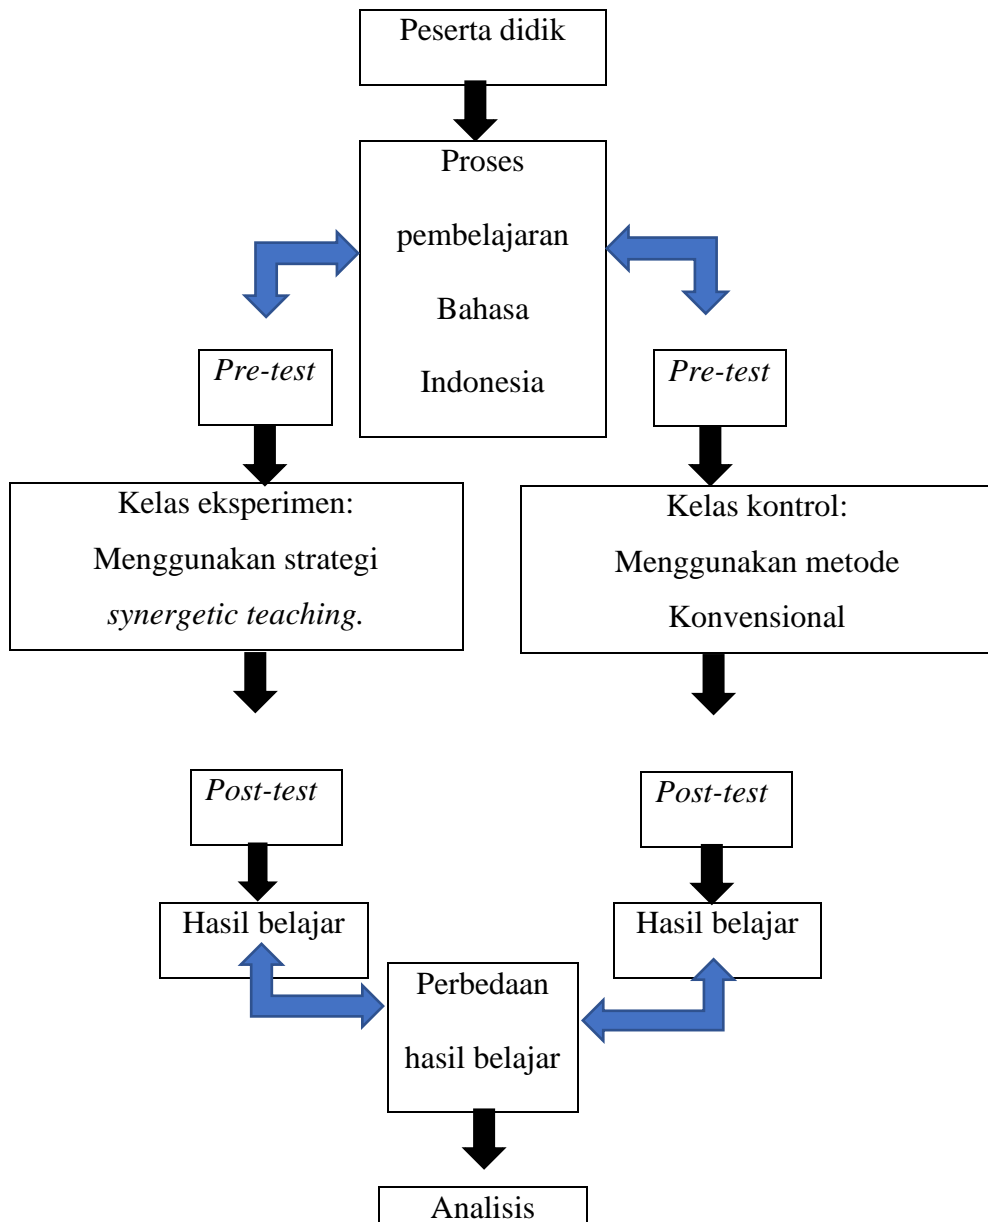 Peserta didik
Proses
pembelajaran
Bahasa
Indonesia
Pre-test
Pre-test
Kelas eksperimen:
Menggunakan strategi
synergetic teaching.
Kelas kontrol:
Menggunakan metode
Konvensional
Post-test
Post-test
Hasil belajar
Hasil belajar
Perbedaan
hasil belajar
Analisis